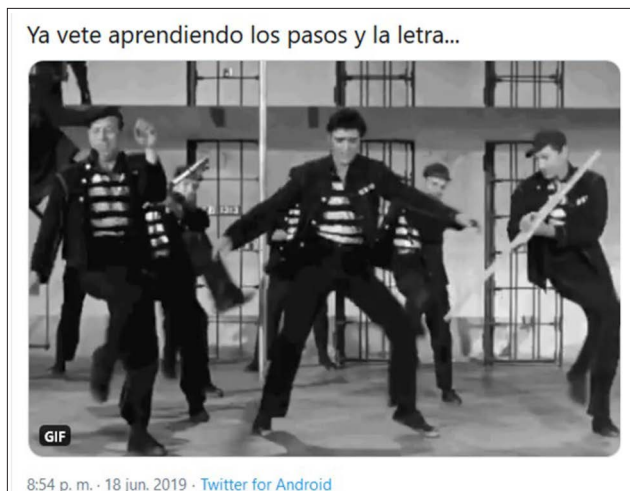 Ya vete aprendiendo los pasos y la letra...
GIF
8:54 p. m. · 18 jun. 2019 · Twitter for Android